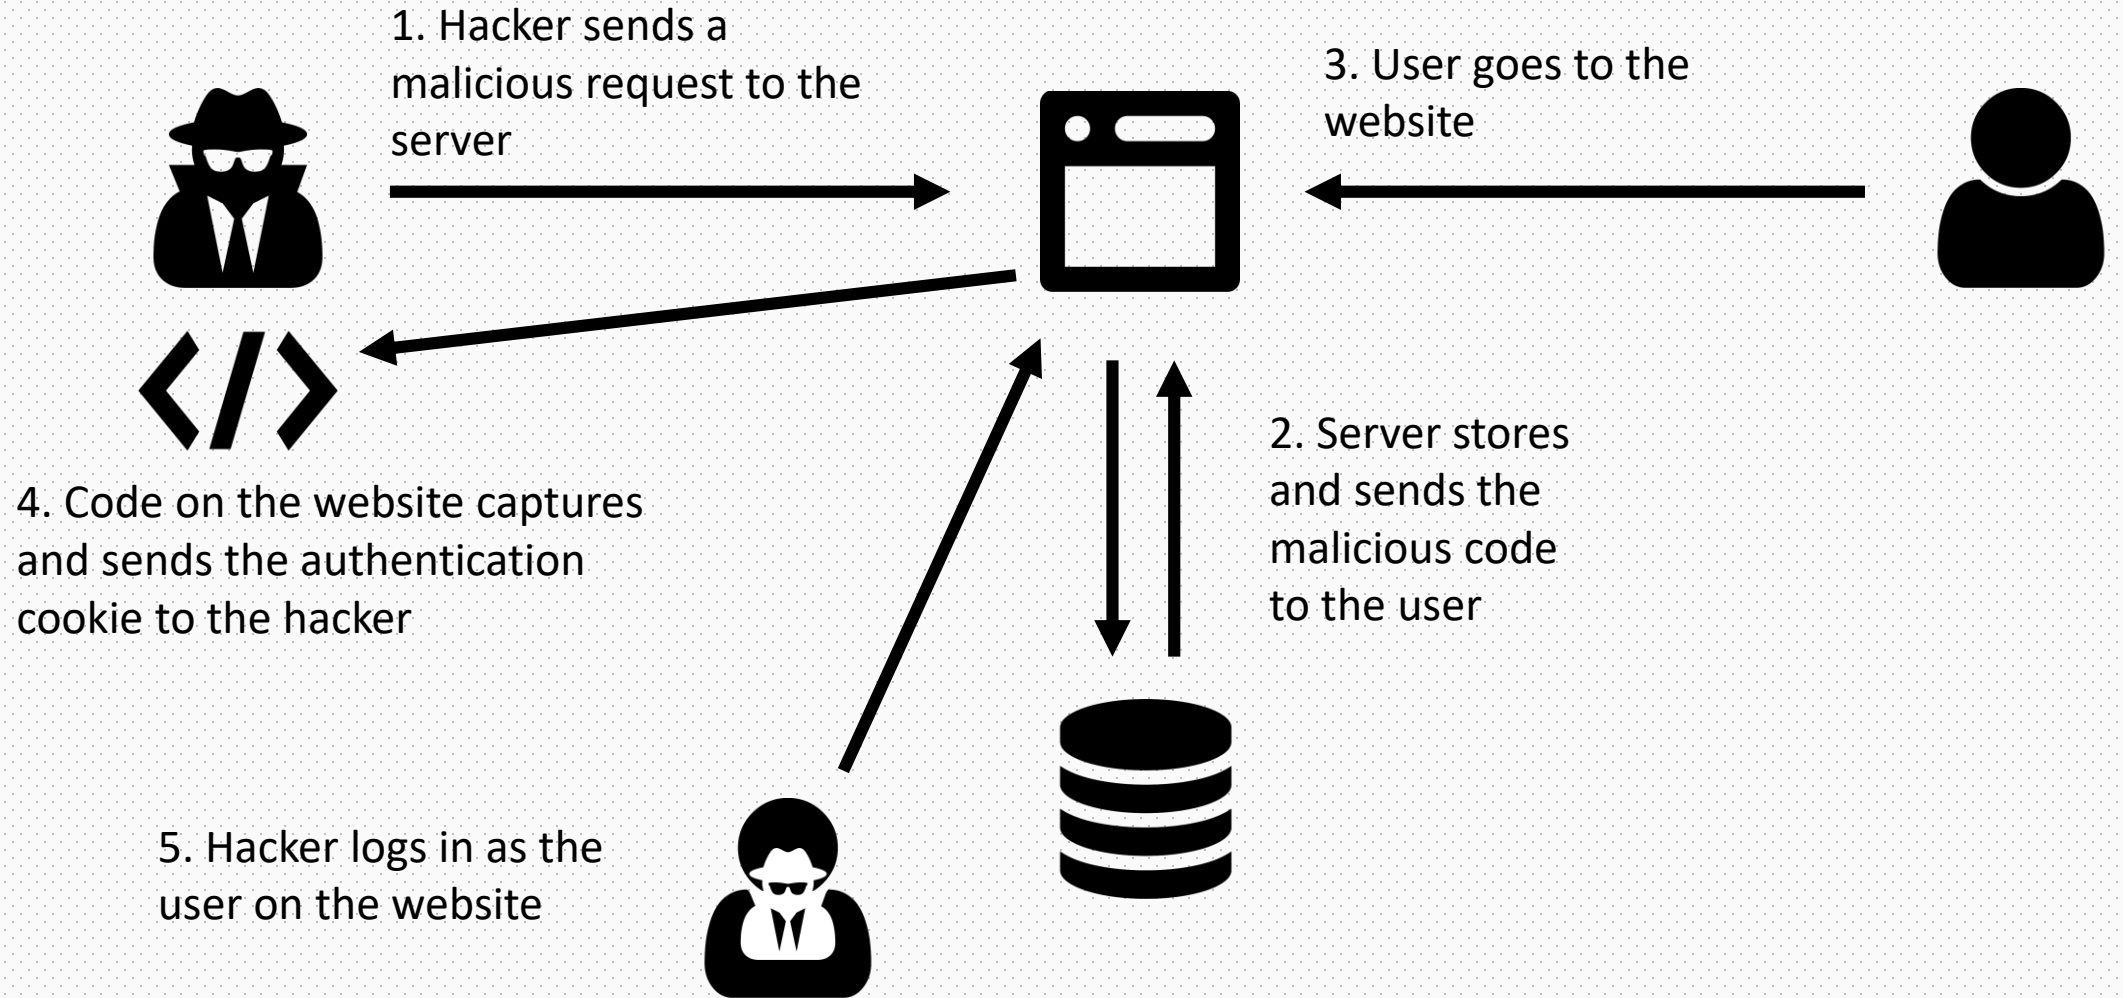 1. Hacker sends a
malicious request to the
server
3. User goes to the
website
2. Server stores
and sends the
malicious code
to the user
4. Code on the website captures
and sends the authentication
cookie to the hacker
5. Hacker logs in as the
user on the website